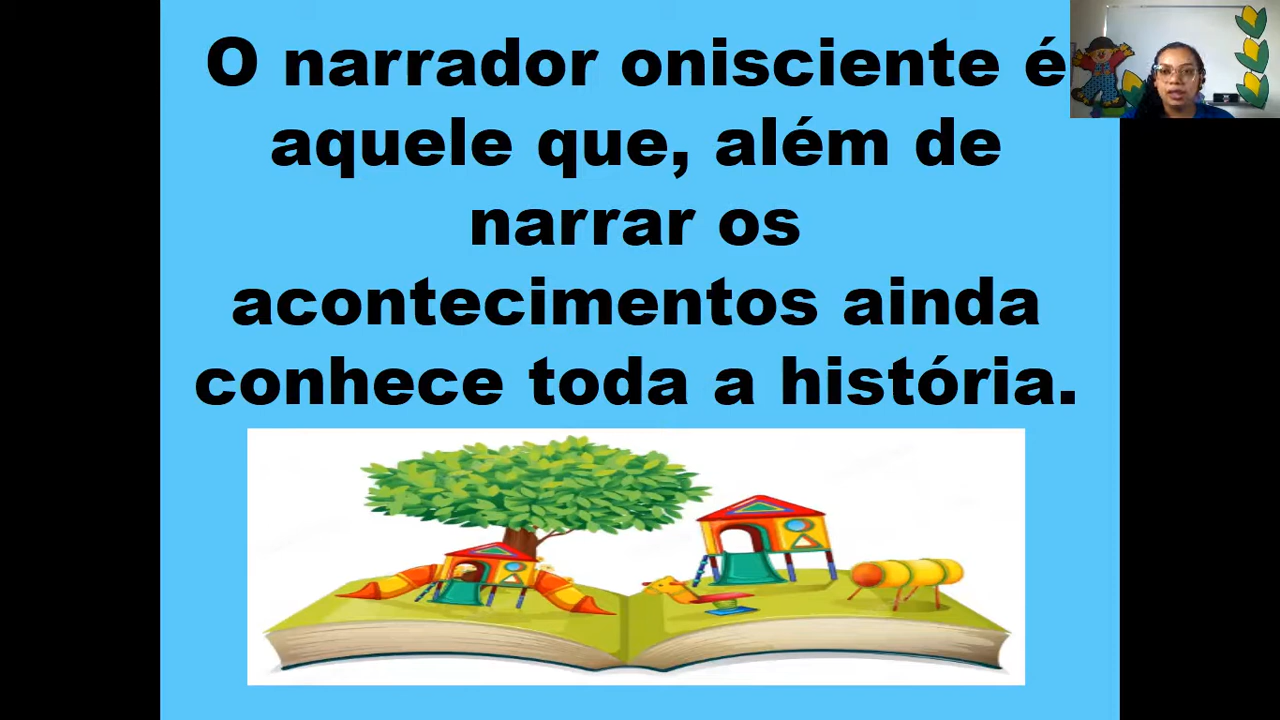 O narrador onisciente é
aquele que, além de
narrar os
acontecimentos ainda
conhece toda a história.